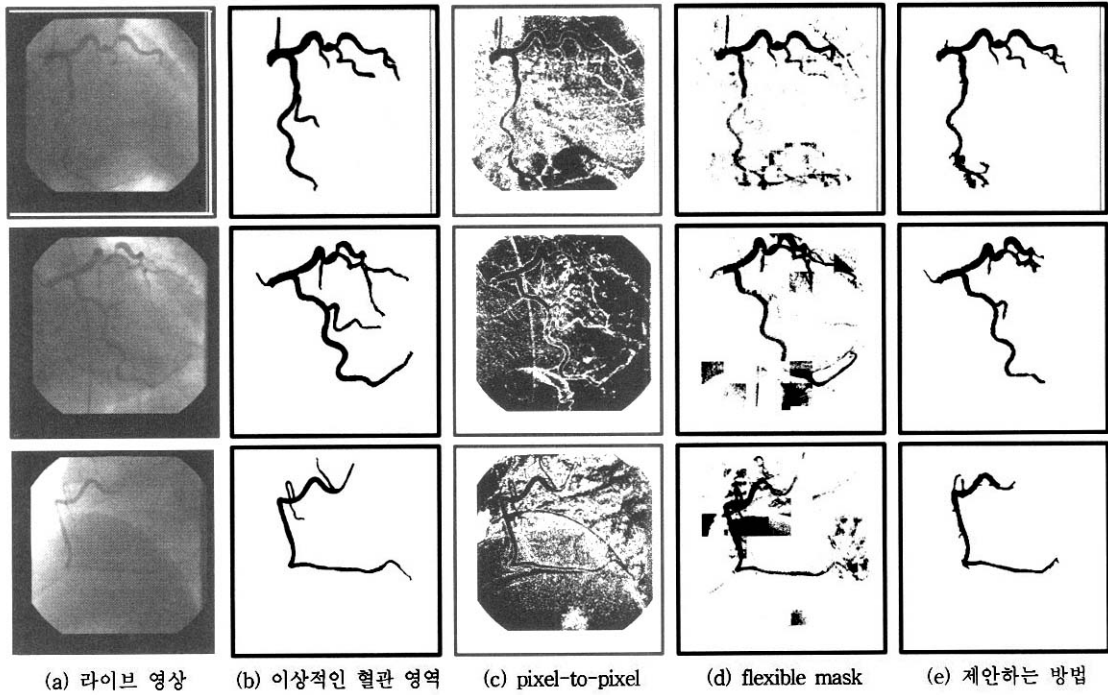 (a) 라이브 영상
(b) 이상적인 혈관 영역
(c) pixel-to-pixel
(d) flexible mask
(e) 제안하는 방법